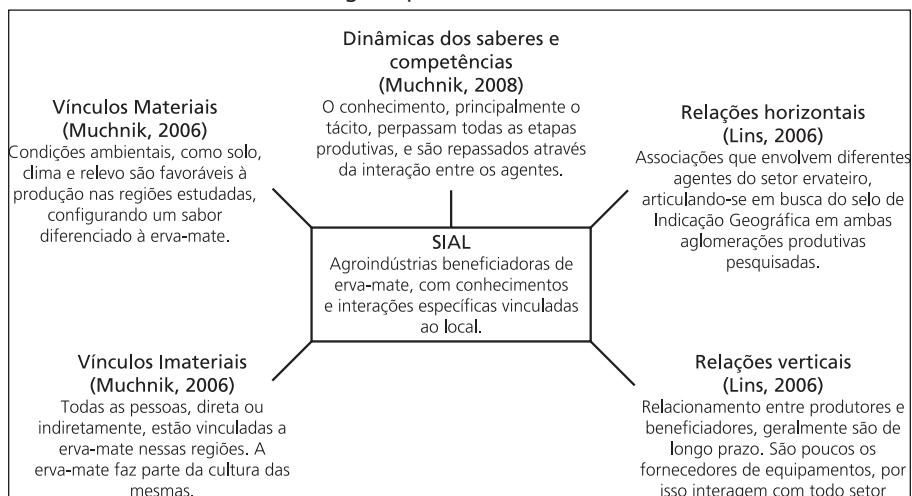 Dinâmicas dos saberes e
competências
(Muchnik, 2008)
O conhecimento, principalmente o
tácito, perpassam todas as etapas
produtivas, e são repassados através
da interação entre os agentes.
Vínculos Materiais
(Muchnik, 2006)
Condições ambientais, como solo,
clima e relevo são favoráveis à
produção nas regiões estudadas,
configurando um sabor
diferenciado à erva-mate.
Relações horizontais
(Lins, 2006)
Associações que envolvem diferentes
agentes do setor ervateiro,
articulando-se em busca do selo de
Indicação Geográfica em ambas
aglomerações produtivas
pesquisadas.
SIAL
Agroindústrias beneficiadoras de
erva-mate, com conhecimentos
e interações específicas vinculadas
ao local.
Vínculos Imateriais
(Muchnik, 2006)
Todas as pessoas, direta ou
indiretamente, estão vinculadas a
erva-mate nessas regiões. A
erva-mate faz parte da cultura das
mesmas.
Relações verticais
(Lins, 2006)
Relacionamento entre produtores e
beneficiadores, geralmente são de
longo prazo. São poucos os
fornecedores de equipamentos, por
isso interagem com todo setor